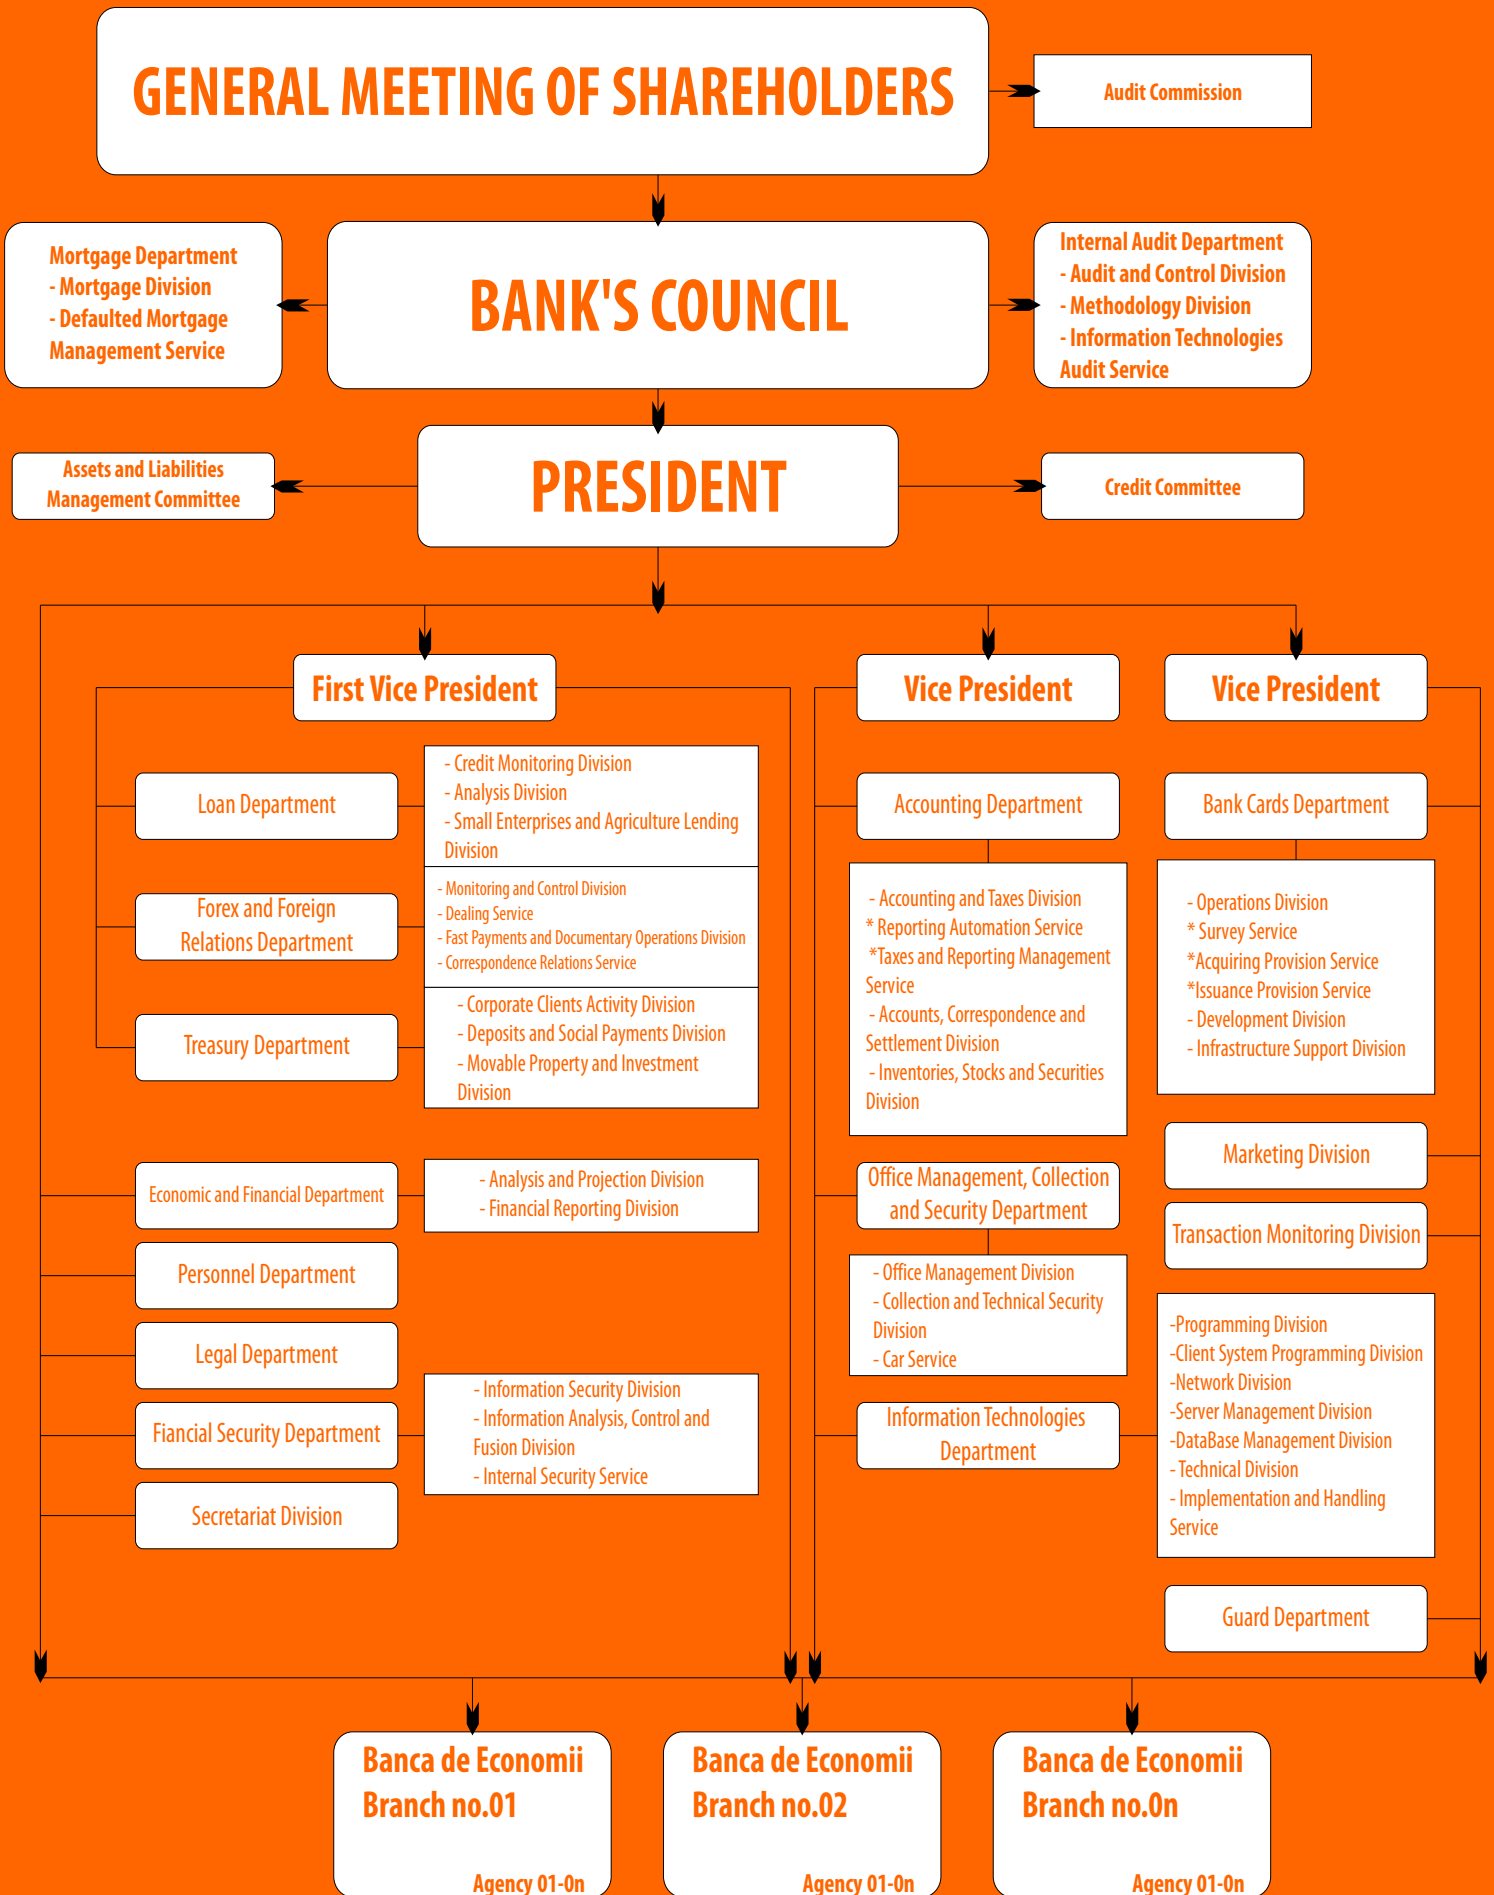 GENERAL MEETING OF SHAREHOLDERS
Audit Commission
Mortgage Department
- Mortgage Division
- Defaulted Mortgage
Management Service
BANK'S COUNCIL
Internal Audit Department
- Audit and Control Division
- Methodology Division
- Information Technologies
Audit Service
Assets and Liabilities
Management Committee
PRESIDENT
Credit Committee
First Vice President
Vice President
Vice President
Loan Department
- Credit Monitoring Division
- Analysis Division
- Small Enterprises and Agriculture Lending
Division
Forex and Foreign
Relations Department
- Monitoring and Control Division
- Dealing Service
- Fast Payments and Documentary Operations Division
- Correspondence Relations Service
Treasury Department
- Corporate Clients Activity Division
- Deposits and Social Payments Division
- Movable Property and Investment
Division
Economic and Financial Department
- Analysis and Projection Division
- Financial Reporting Division
Personnel Department
Legal Department
Fiancial Security Department
- Information Security Division
- Information Analysis, Control and
Fusion Division
- Internal Security Service
Secretariat Division
Accounting Department
- Accounting and Taxes Division
* Reporting Automation Service
*Taxes and Reporting Management
Service
- Accounts, Correspondence and
Settlement Division
- Inventories, Stocks and Securities
Division
Office Management, Collection
and Security Department
- Office Management Division
- Collection and Technical Security
Division
- Car Service
Information Technologies
Department
Bank Cards Department
- Operations Division
* Survey Service
*Acquiring Provision Service
*Issuance Provision Service
- Development Division
- Infrastructure Support Division
Marketing Division
Transaction Monitoring Division
-Programming Division
-Client System Programming Division
-Network Division
-Server Management Division
-DataBase Management Division
- Technical Division
- Implementation and Handling
Service
Guard Department
Banca de Economii
Branch no.01
Agency 01-0n
Banca de Economii
Branch no.02
Agency 01-0n
Banca de Economii
Branch no.0n
Agency 01-0n